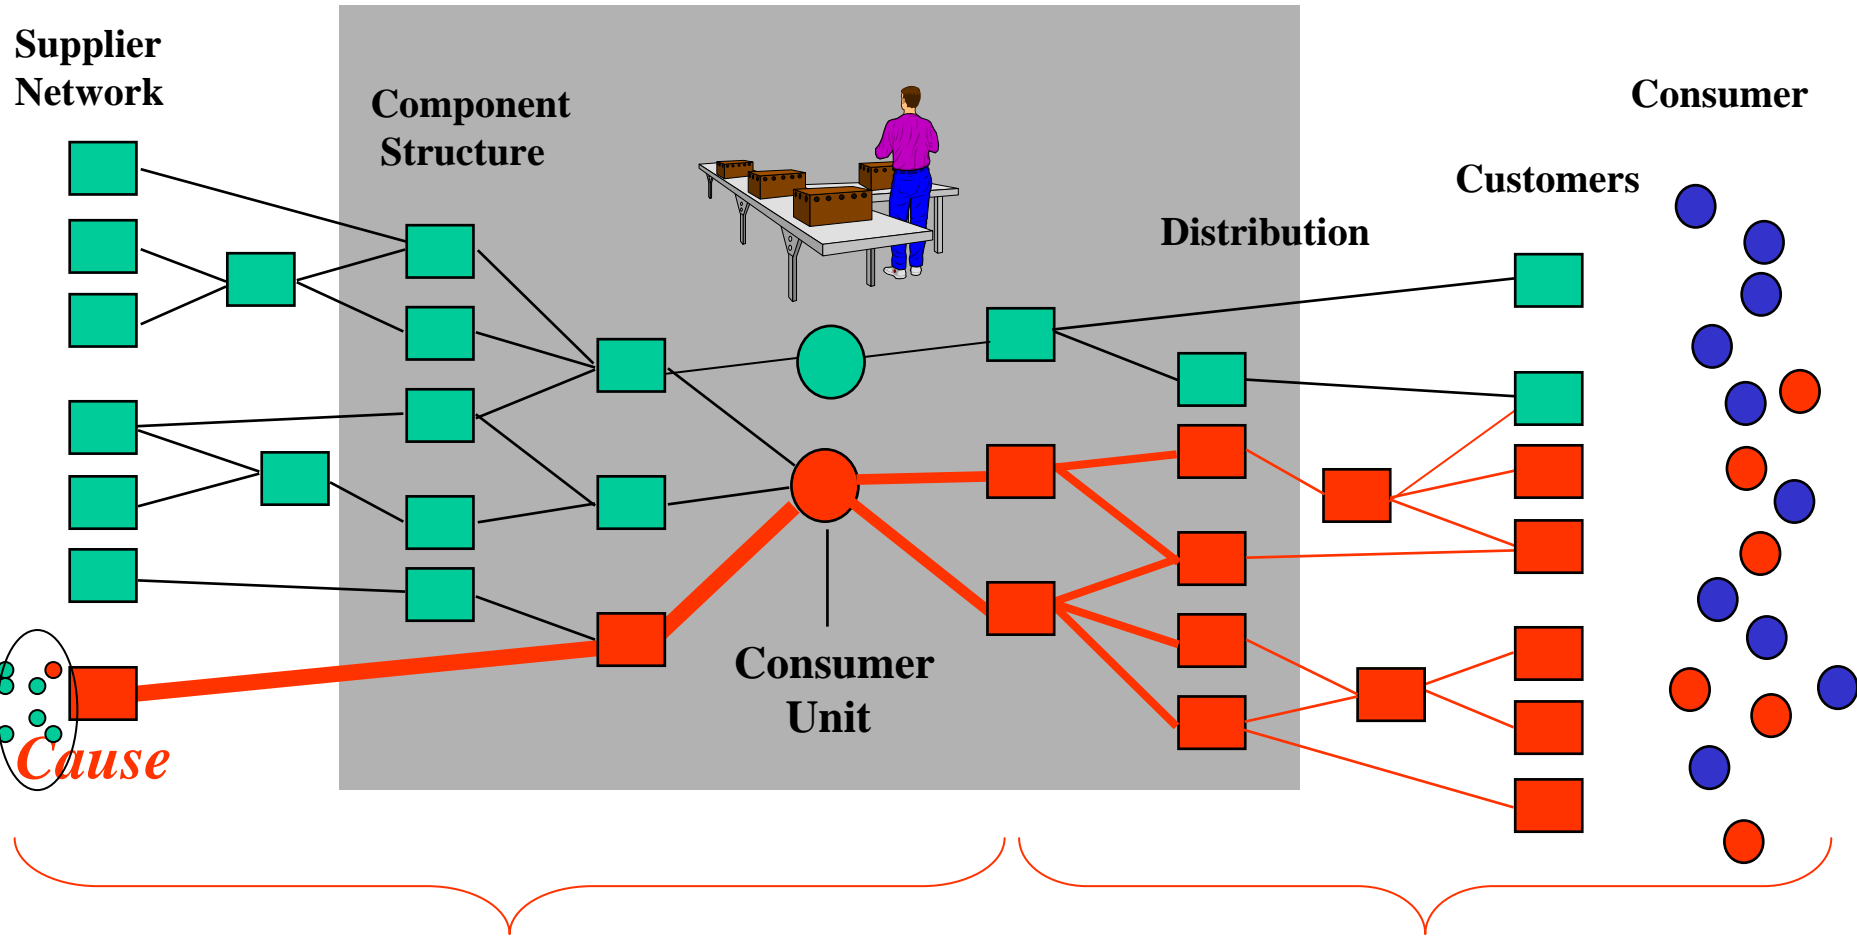 Supplier
Network
Component
Structure
Consumer
Customers
Distribution
Consumer
Unit
Cause